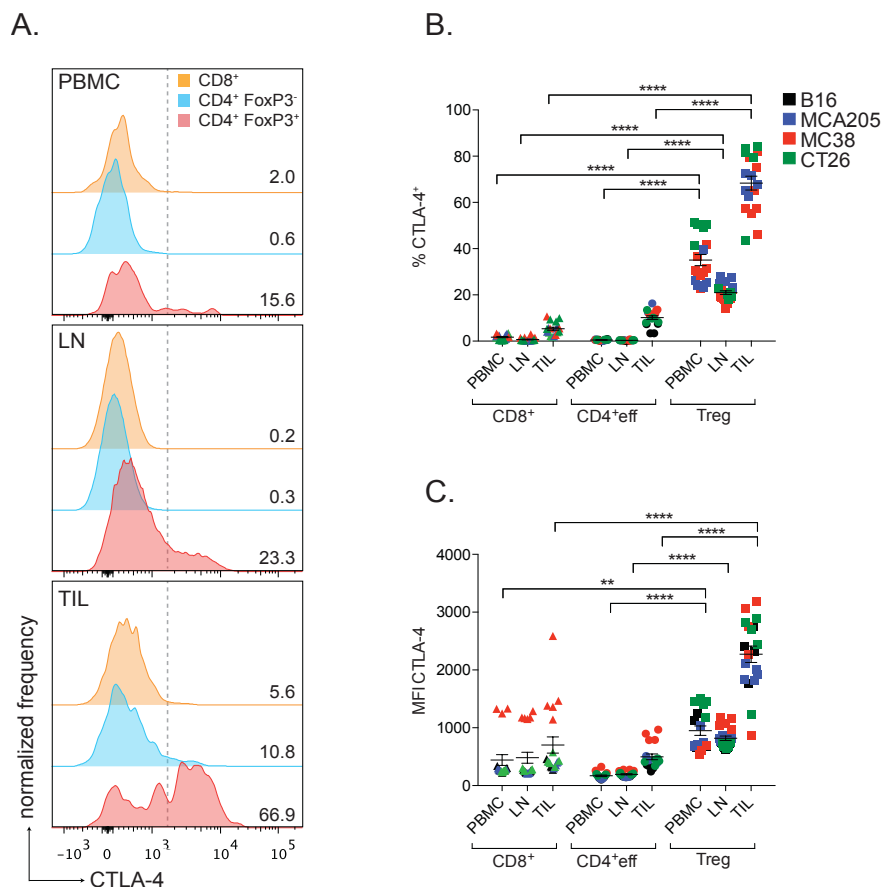 A.
PBMC
CD8⁺
CD4⁺ FoxP3⁻
CD4⁺ FoxP3⁺
2.0
0.6
15.6
LN
0.2
0.3
23.3
TIL
5.6
10.8
66.9
normalized frequency
-10³ 0 10³ 10⁴ 10⁵
CTLA-4
B.
B16
MCA205
MC38
CT26
****
****
****
****
****
****
100
80
60
40
20
0
% CTLA-4⁺
PBMC LN TIL PBMC LN TIL PBMC LN TIL
CD8⁺ CD4⁺eff Treg
C.
****
****
****
**
****
4000
3000
2000
1000
0
MFI CTLA-4
PBMC LN TIL PBMC LN TIL PBMC LN TIL
CD8⁺ CD4⁺eff Treg